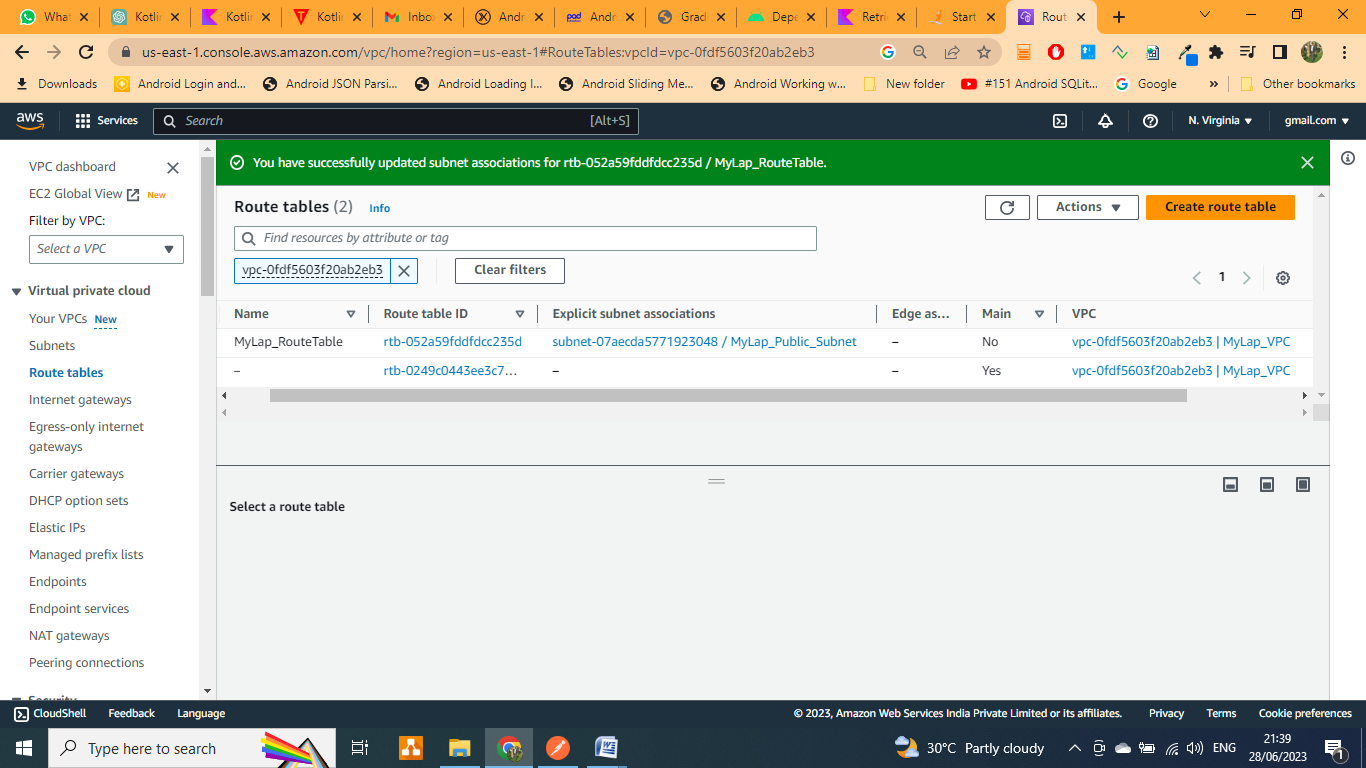 What
Kotlin
Kotlin
Kotlin
Inbo
Andr
pod Andr
Grad
Depe
Retri
Start
Rout
us-east-1.console.aws.amazon.com/vpc/home?region=us-east-1#RouteTables:vpcId=vpc-0fdf5603f20ab2eb3
Downloads
Android Login and...
Android JSON Parsi...
Android Loading I...
Android Sliding Me...
Android Working w...
New folder
#151 Android SQLit...
Google
»
Other bookmarks
aws
Services
Search
[Alt+S]
N. Virginia
gmail.com
VPC dashboard
EC2 Global View New
Filter by VPC:
Select a VPC
Virtual private cloud
Your VPCs New
Subnets
Route tables
Internet gateways
Egress-only internet
gateways
Carrier gateways
DHCP option sets
Elastic IPs
Managed prefix lists
Endpoints
Endpoint services
NAT gateways
Peering connections
Security
You have successfully updated subnet associations for rtb-052a59fddfdcc235d / MyLap_RouteTable.
Route tables (2) Info
Actions
Create route table
Find resources by attribute or tag
vpc-0fdf5603f20ab2eb3
Clear filters
1
Name Route table ID Explicit subnet associations Edge as... Main VPC
MyLap_RouteTable rtb-052a59fddfdcc235d subnet-07aecda5771923048 / MyLap_Public_Subnet – No vpc-0fdf5603f20ab2eb3 | MyLap_VPC
– rtb-0249c0443ee3c7... – – Yes vpc-0fdf5603f20ab2eb3 | MyLap_VPC
Select a route table
CloudShell Feedback Language
© 2023, Amazon Web Services India Private Limited or its affiliates. Privacy Terms Cookie preferences
Type here to search
30°C Partly cloudy
ENG
21:39
28/06/2023
1